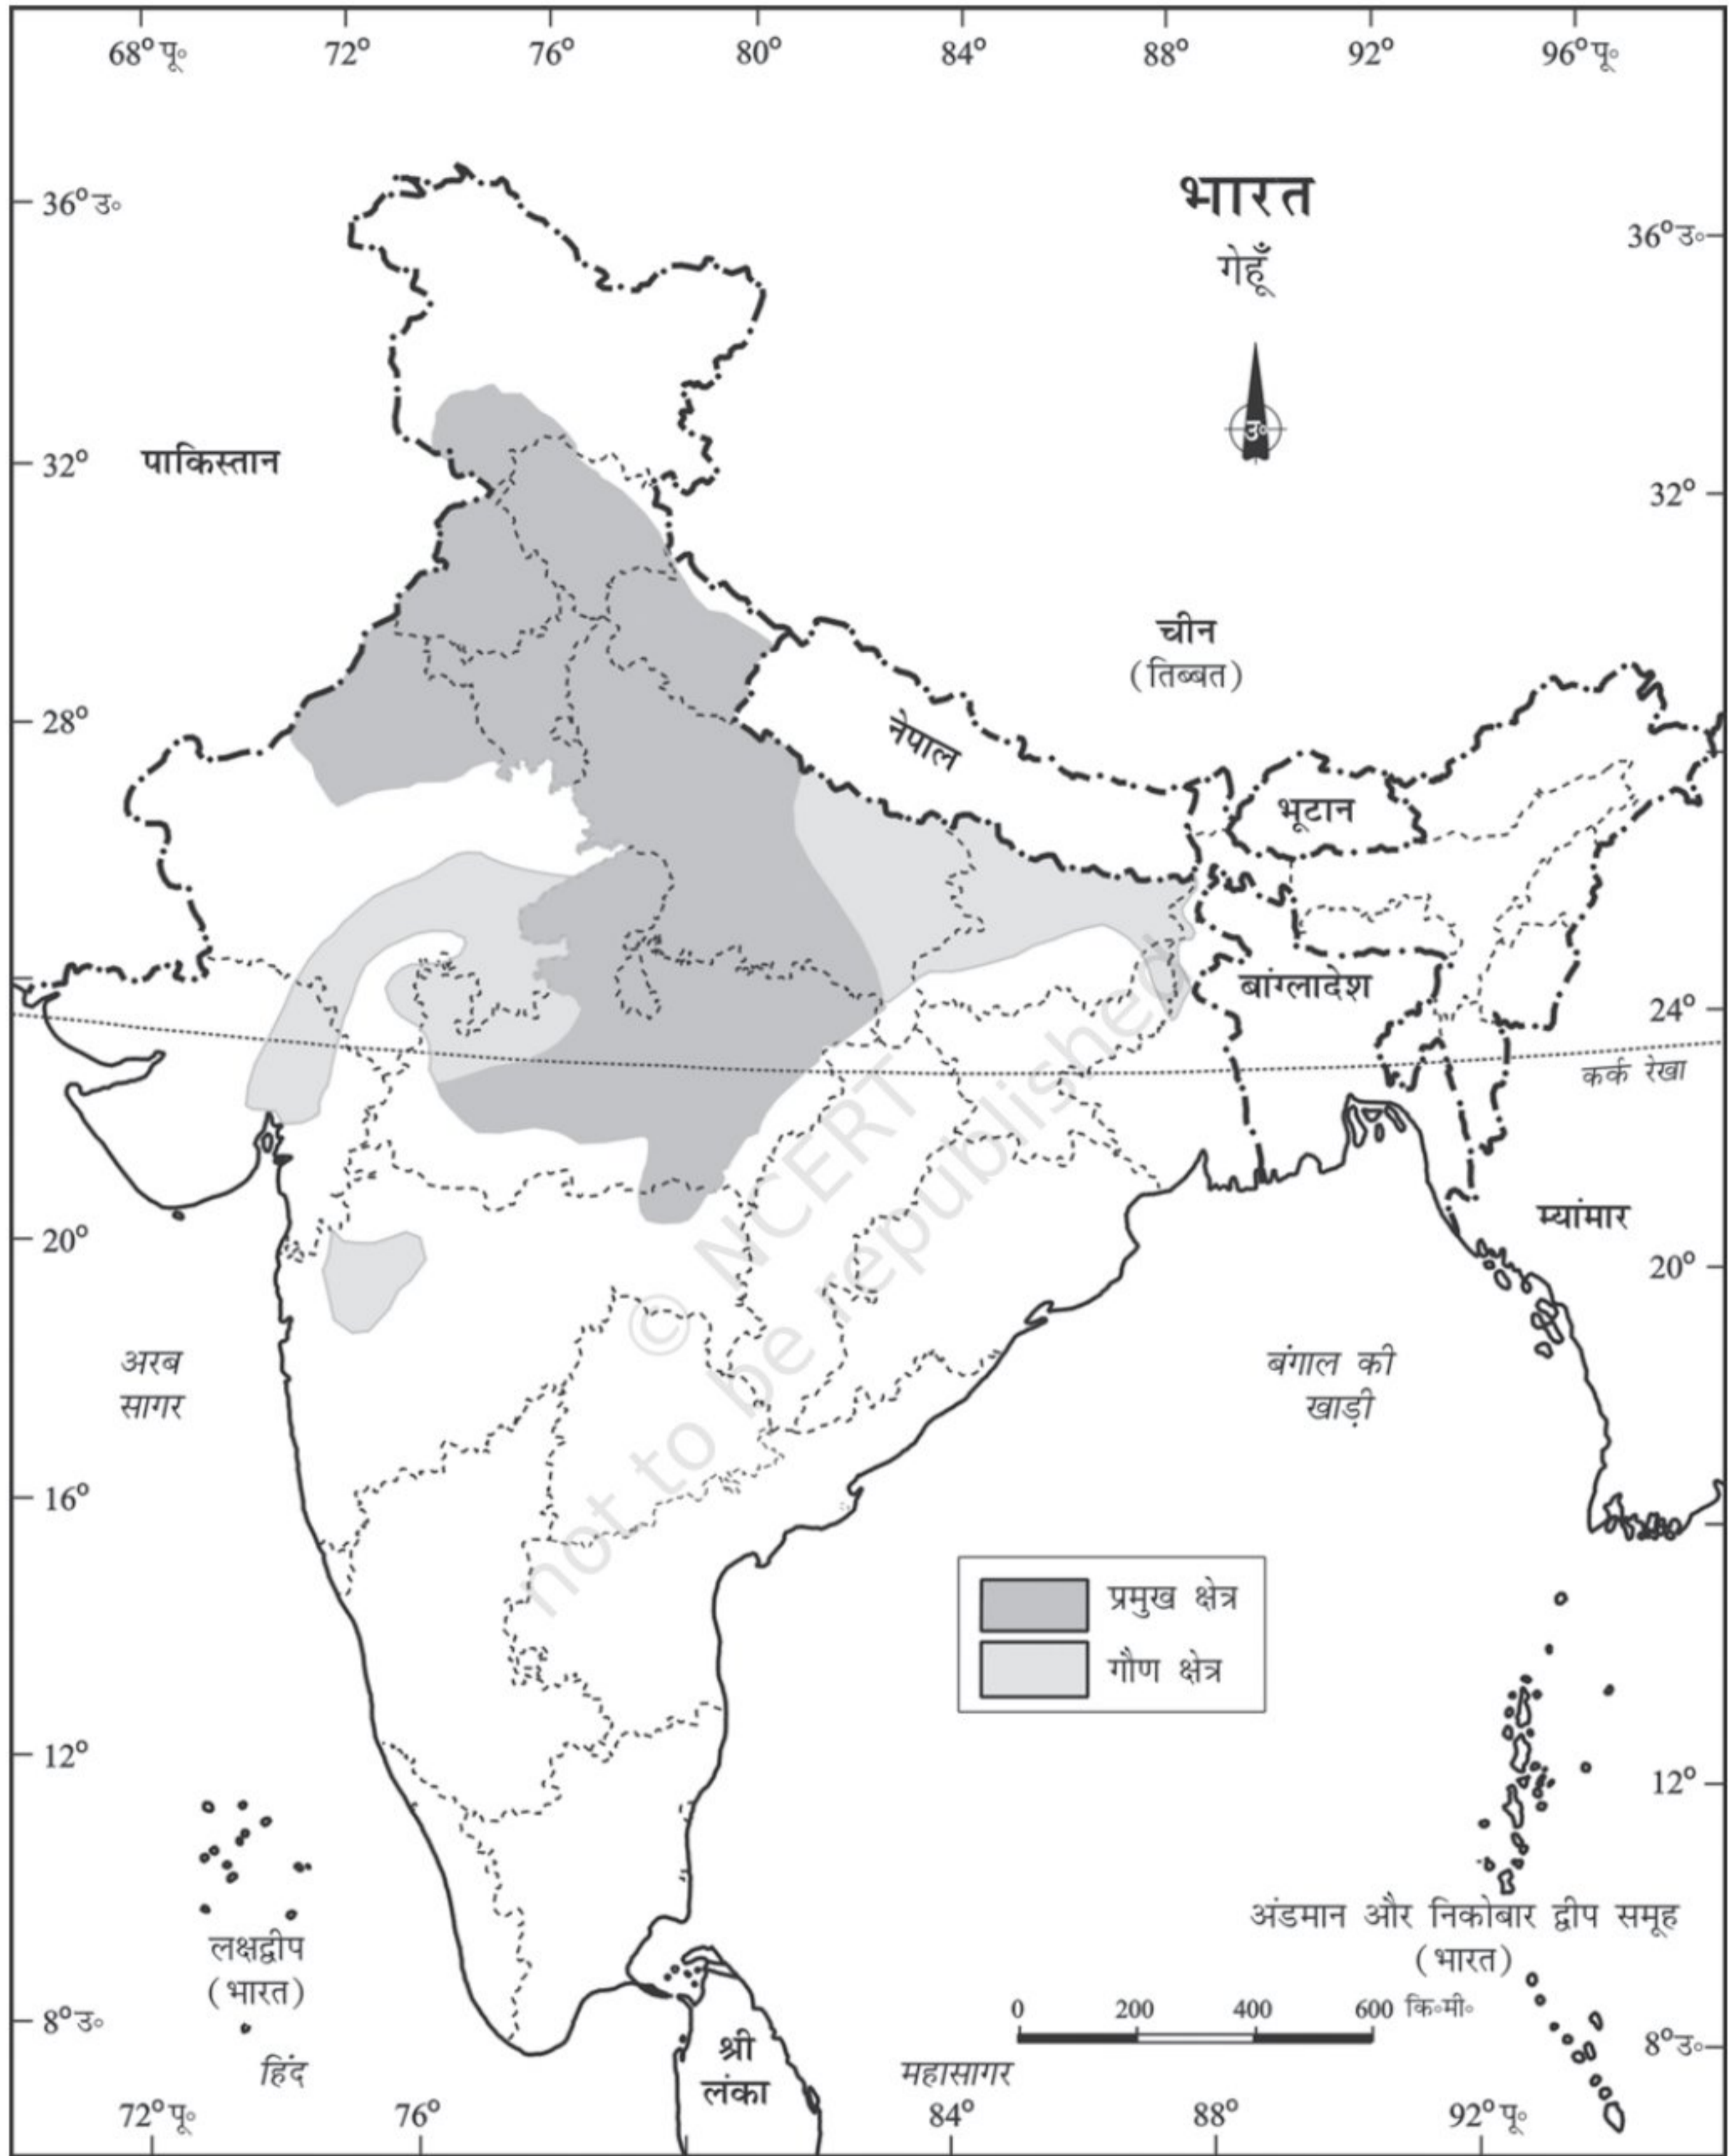 68° पू॰ 72° 76° 80° 84° 88° 92° 96° पू॰
भारत
गेहूँ
36° उ॰
36° उ॰
उ॰
पाकिस्तान
32°
32°
चीन
(तिब्बत)
28°
नेपाल
भूटान
बांग्लादेश
24°
कर्क रेखा
म्यांमार
20°
20°
© NCERT
not to be republished
अरब
सागर
बंगाल की
खाड़ी
16°
प्रमुख क्षेत्र
गौण क्षेत्र
12°
12°
लक्षद्वीप
(भारत)
अंडमान और निकोबार द्वीप समूह
(भारत)
0 200 400 600 कि॰मी॰
8° उ॰
8° उ॰
श्री
लंका
हिंद
महासागर
72° पू॰ 76° 84° 88° 92° पू॰